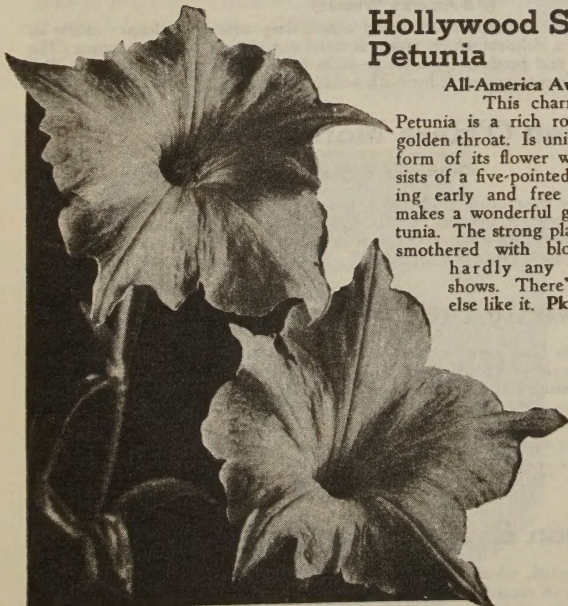 Hollywood S
Petunia
All-America Av
This charr
Petunia is a rich ro
golden throat. Is uni
form of its flower w
sists of a five-pointed
ing early and free
makes a wonderful g
tunia. The strong pla
smothered with blo
hardly any
shows. There'
else like it. Pk